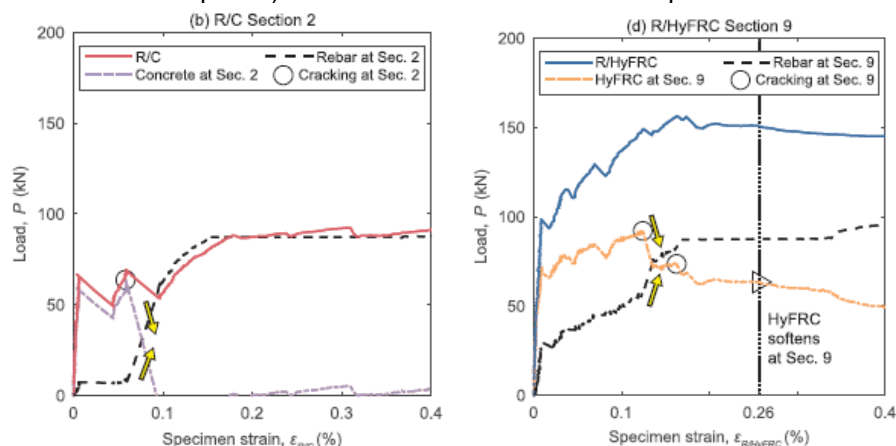 (b) R/C Section 2
200
150
100
50
0
Load, P (kN)
R/C
Rebar at Sec. 2
Concrete at Sec. 2
Cracking at Sec. 2
0 0.1 0.2 0.3 0.4
Specimen strain, ε (%)
(d) R/HyFRC Section 9
200
150
100
50
0
Load, P (kN)
R/HyFRC
Rebar at Sec. 9
HyFRC at Sec. 9
Cracking at Sec. 9
HyFRC
softens
at Sec. 9
0 0.1 0.26 0.4
Specimen strain, ε R/HyFRC (%)